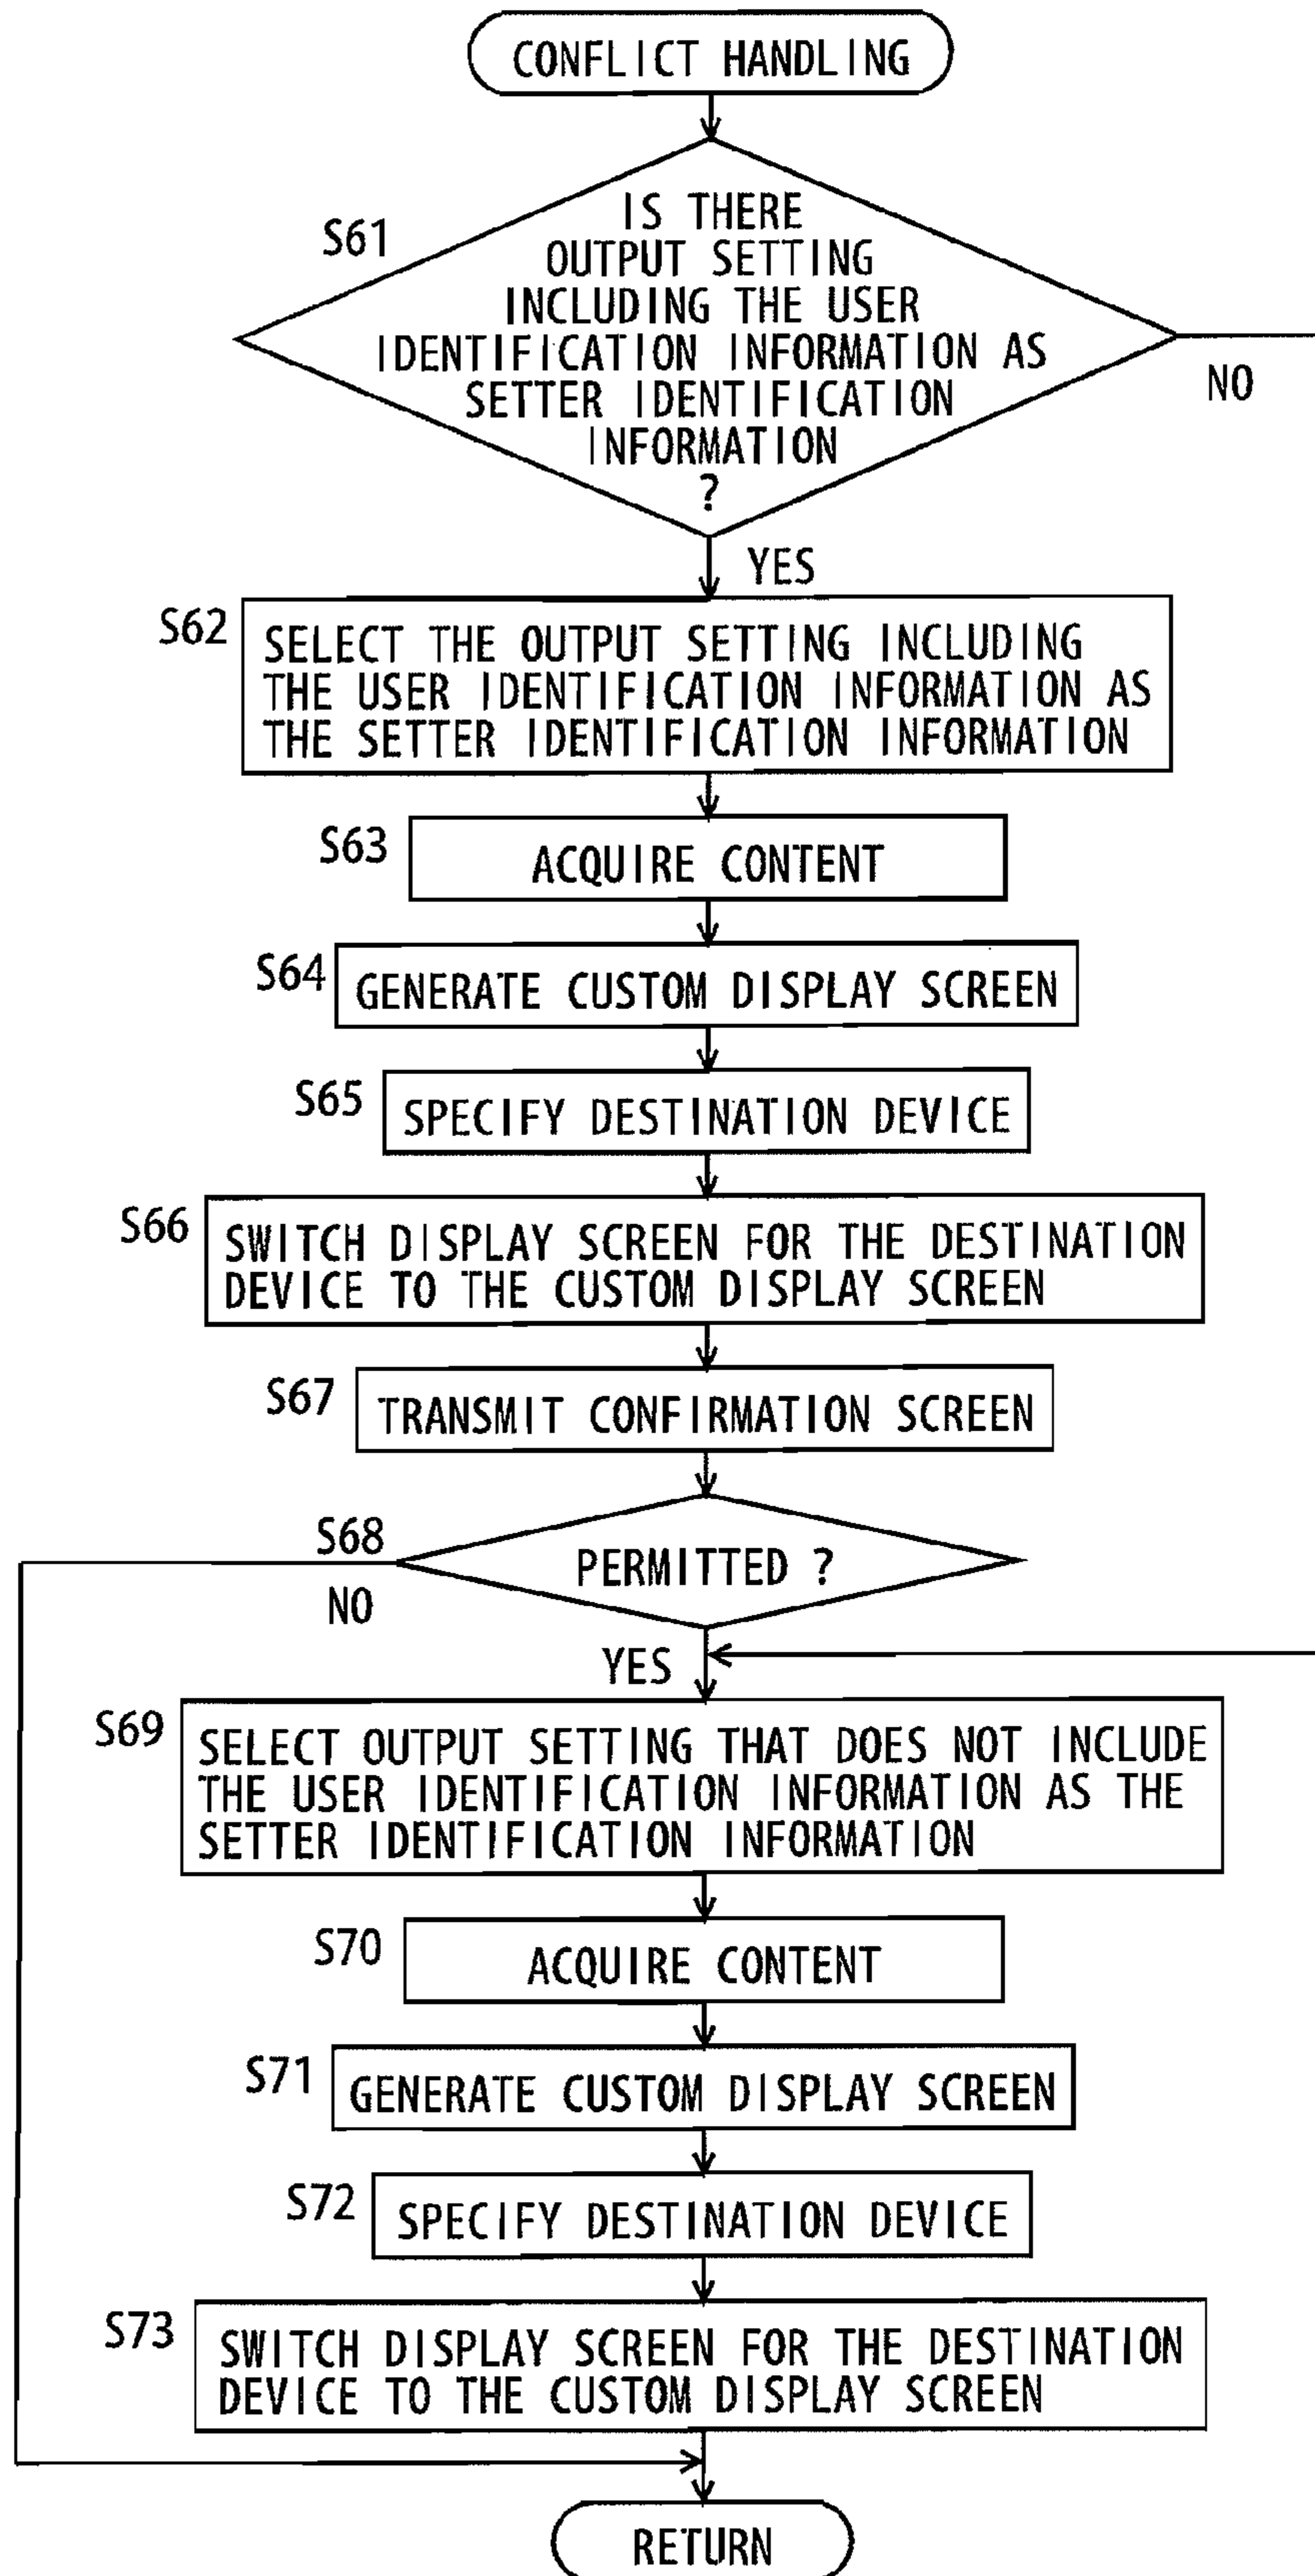 CONFLICT HANDLING
S61
IS THERE
OUTPUT SETTING
INCLUDING THE USER
IDENTIFICATION INFORMATION AS
SETTER IDENTIFICATION
INFORMATION
?
NO
YES
S62
SELECT THE OUTPUT SETTING INCLUDING
THE USER IDENTIFICATION INFORMATION AS
THE SETTER IDENTIFICATION INFORMATION
S63
ACQUIRE CONTENT
S64
GENERATE CUSTOM DISPLAY SCREEN
S65
SPECIFY DESTINATION DEVICE
S66
SWITCH DISPLAY SCREEN FOR THE DESTINATION
DEVICE TO THE CUSTOM DISPLAY SCREEN
S67
TRANSMIT CONFIRMATION SCREEN
S68
PERMITTED ?
NO
YES
S69
SELECT OUTPUT SETTING THAT DOES NOT INCLUDE
THE USER IDENTIFICATION INFORMATION AS THE
SETTER IDENTIFICATION INFORMATION
S70
ACQUIRE CONTENT
S71
GENERATE CUSTOM DISPLAY SCREEN
S72
SPECIFY DESTINATION DEVICE
S73
SWITCH DISPLAY SCREEN FOR THE DESTINATION
DEVICE TO THE CUSTOM DISPLAY SCREEN
RETURN